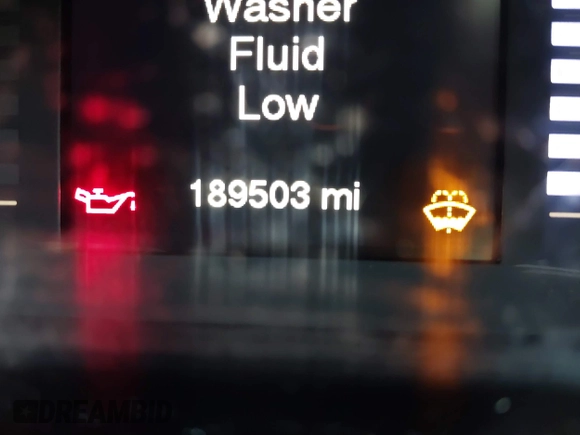 Washer
Fluid
Low
189503 mi
DREAMBID